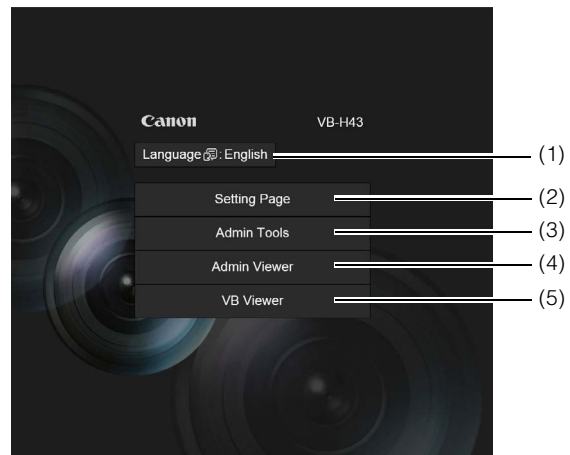 Canon VB-H43
Language: English (1)
Setting Page (2)
Admin Tools (3)
Admin Viewer (4)
VB Viewer (5)